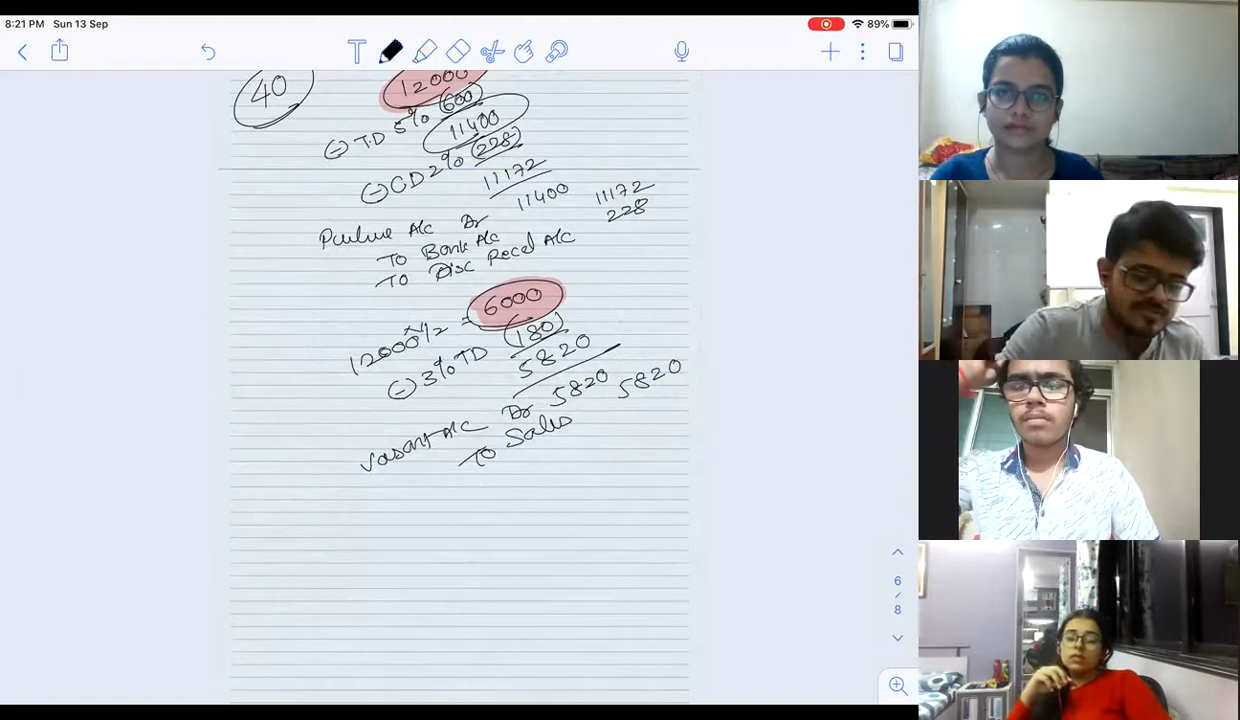 8:21 PM Sun 13 Sep
89%
T
40
12000
(-) T.D 5% (600)
11400
(-) CD 2% (228)
11172
Purchase A/c Dr 11400
To Bank A/c 11172
To Disc Reced A/c 228
12000 x 1/2 = 6000
(-) 3% TD (180)
5820
Vasant A/c Dr 5820
To Sales 5820
6
8